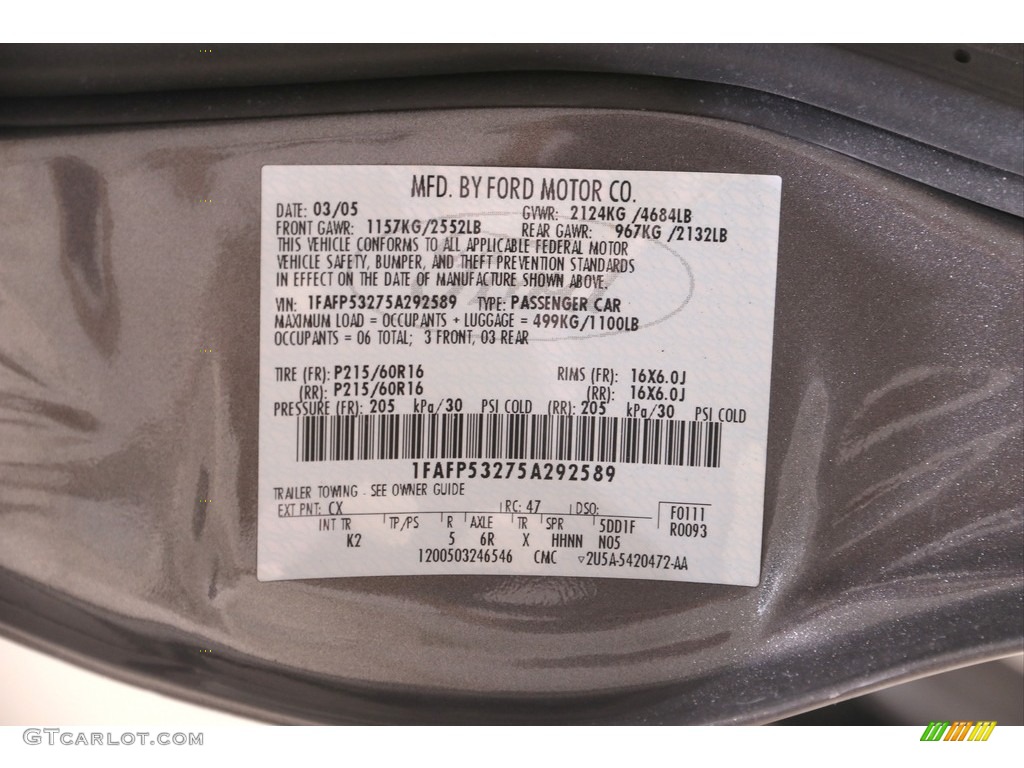 MFD. BY FORD MOTOR CO.
DATE: 03/05 GVWR: 2124KG /4684LB
FRONT GAWR: 1157KG/2552LB REAR GAWR: 967KG /2132LB
THIS VEHICLE CONFORMS TO ALL APPLICABLE FEDERAL MOTOR
VEHICLE SAFETY, BUMPER, AND THEFT PREVENTION STANDARDS
IN EFFECT ON THE DATE OF MANUFACTURE SHOWN ABOVE.
VIN: 1FAFP53275A292589 TYPE: PASSENGER CAR
MAXIMUM LOAD = OCCUPANTS + LUGGAGE = 499KG/1100LB
OCCUPANTS = 06 TOTAL; 3 FRONT, 03 REAR
TIRE (FR): P215/60R16 RIMS (FR): 16X6.0J
(RR): P215/60R16 (RR): 16X6.0J
PRESSURE (FR): 205 kPa/30 PSI COLD (RR): 205 kPa/30 PSI COLD
1FAFP53275A292589
TRAILER TOWING - SEE OWNER GUIDE
EXT PNT: CX RC: 47 DSO: F0111
INT TR TP/PS R AXLE TR SPR 5DD1F R0093
K2 5 6R X HHNN N05
1200503246546 CMC ▽2U5A-5420472-AA
GTCarLot.com